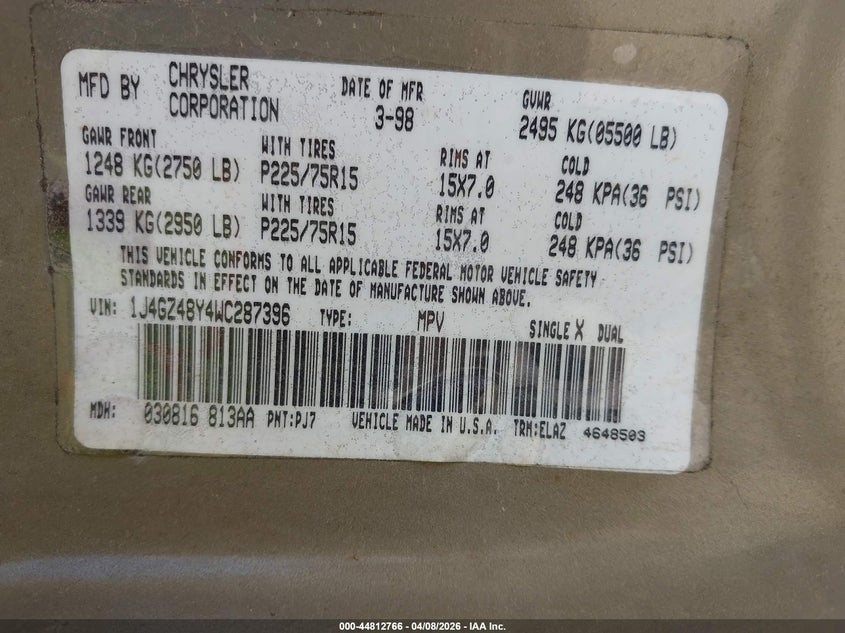 MFD BY CHRYSLER CORPORATION DATE OF MFR 3-98 GVWR 2495 KG(05500 LB)
GAWR FRONT WITH TIRES RIMS AT COLD
1248 KG(2750 LB) P225/75R15 15X7.0 248 KPA(36 PSI)
GAWR REAR WITH TIRES RIMS AT COLD
1339 KG(2950 LB) P225/75R15 15X7.0 248 KPA(36 PSI)
THIS VEHICLE CONFORMS TO ALL APPLICABLE FEDERAL MOTOR VEHICLE SAFETY
STANDARDS IN EFFECT ON THE DATE OF MANUFACTURE SHOWN ABOVE.
VIN: 1J4GZ48Y4WC287396 TYPE: MPV SINGLE X DUAL
MDH: 030816 813AA PNT:PJ7 VEHICLE MADE IN U.S.A. TRM:ELAZ 4648503
000-44812766 - 04/08/2026 - IAA Inc.